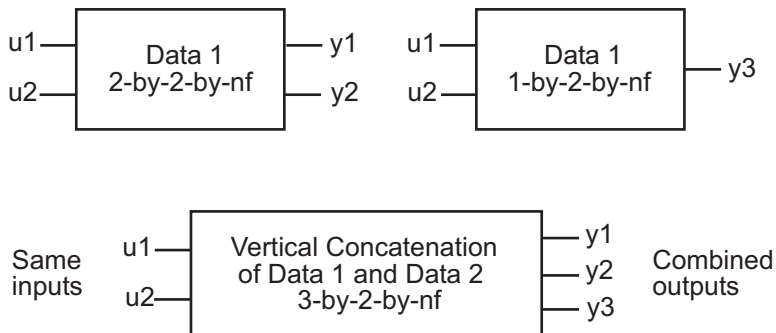 u1
u2
Data 1
2-by-2-by-nf
y1
y2
u1
u2
Data 1
1-by-2-by-nf
y3
Same
inputs
u1
u2
Vertical Concatenation
of Data 1 and Data 2
3-by-2-by-nf
y1
y2
y3
Combined
outputs